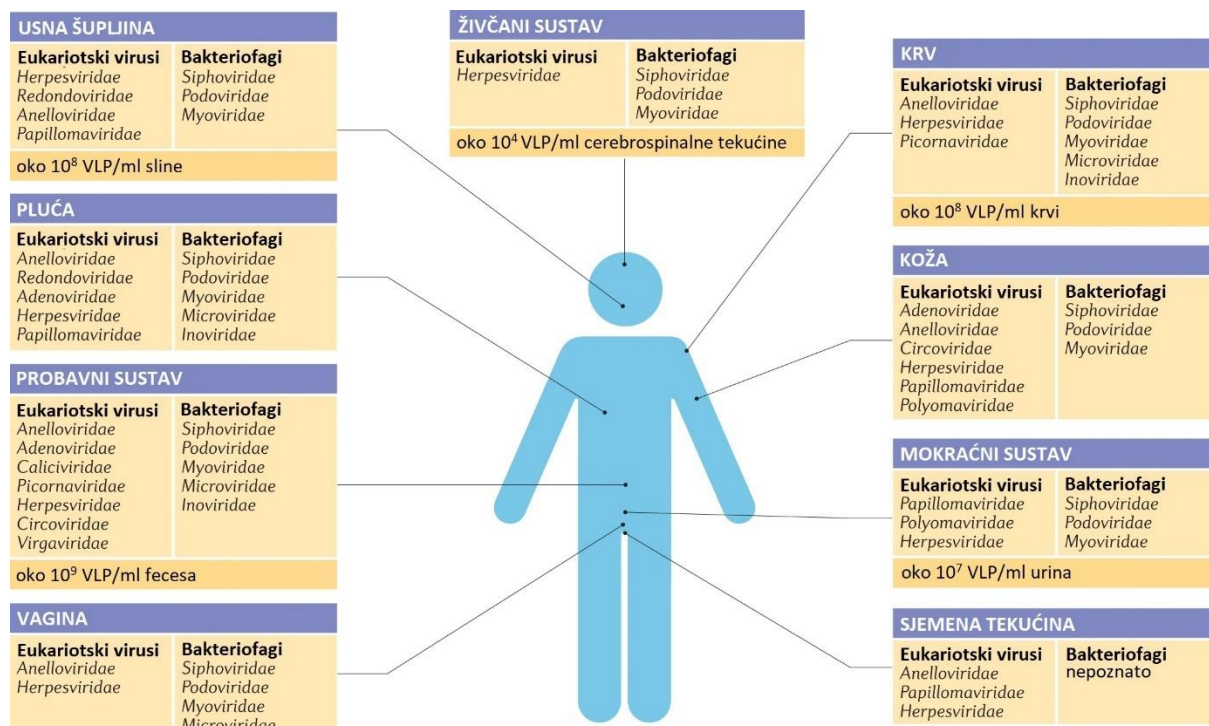 USNA ŠUPLJINA
Eukariotski virusi
Herpesviridae
Redondoviridae
Anelloviridae
Papillomaviridae
Bakteriofagi
Siphoviridae
Podoviridae
Myoviridae
oko 10⁸ VLP/ml sline
PLUĆA
Eukariotski virusi
Anelloviridae
Redondoviridae
Adenoviridae
Herpesviridae
Papillomaviridae
Bakteriofagi
Siphoviridae
Podoviridae
Myoviridae
Microviridae
Inoviridae
PROBAVNI SUSTAV
Eukariotski virusi
Anelloviridae
Adenoviridae
Caliciviridae
Picornaviridae
Herpesviridae
Circoviridae
Virgaviridae
Bakteriofagi
Siphoviridae
Podoviridae
Myoviridae
Microviridae
Inoviridae
oko 10⁹ VLP/ml fecesa
VAGINA
Eukariotski virusi
Anelloviridae
Herpesviridae
Bakteriofagi
Siphoviridae
Podoviridae
Myoviridae
Microviridae
ŽIVČANI SUSTAV
Eukariotski virusi
Herpesviridae
Bakteriofagi
Siphoviridae
Podoviridae
Myoviridae
oko 10⁴ VLP/ml cerebrospinalne tekućine
KRV
Eukariotski virusi
Anelloviridae
Herpesviridae
Picornaviridae
Bakteriofagi
Siphoviridae
Podoviridae
Myoviridae
Microviridae
Inoviridae
oko 10⁸ VLP/ml krvi
KOŽA
Eukariotski virusi
Adenoviridae
Anelloviridae
Circoviridae
Herpesviridae
Papillomaviridae
Polyomaviridae
Bakteriofagi
Siphoviridae
Podoviridae
Myoviridae
MOKRAĆNI SUSTAV
Eukariotski virusi
Papillomaviridae
Polyomaviridae
Herpesviridae
Bakteriofagi
Siphoviridae
Podoviridae
Myoviridae
oko 10⁷ VLP/ml urina
SJEMENA TEKUĆINA
Eukariotski virusi
Anelloviridae
Papillomaviridae
Herpesviridae
Bakteriofagi
nepoznato